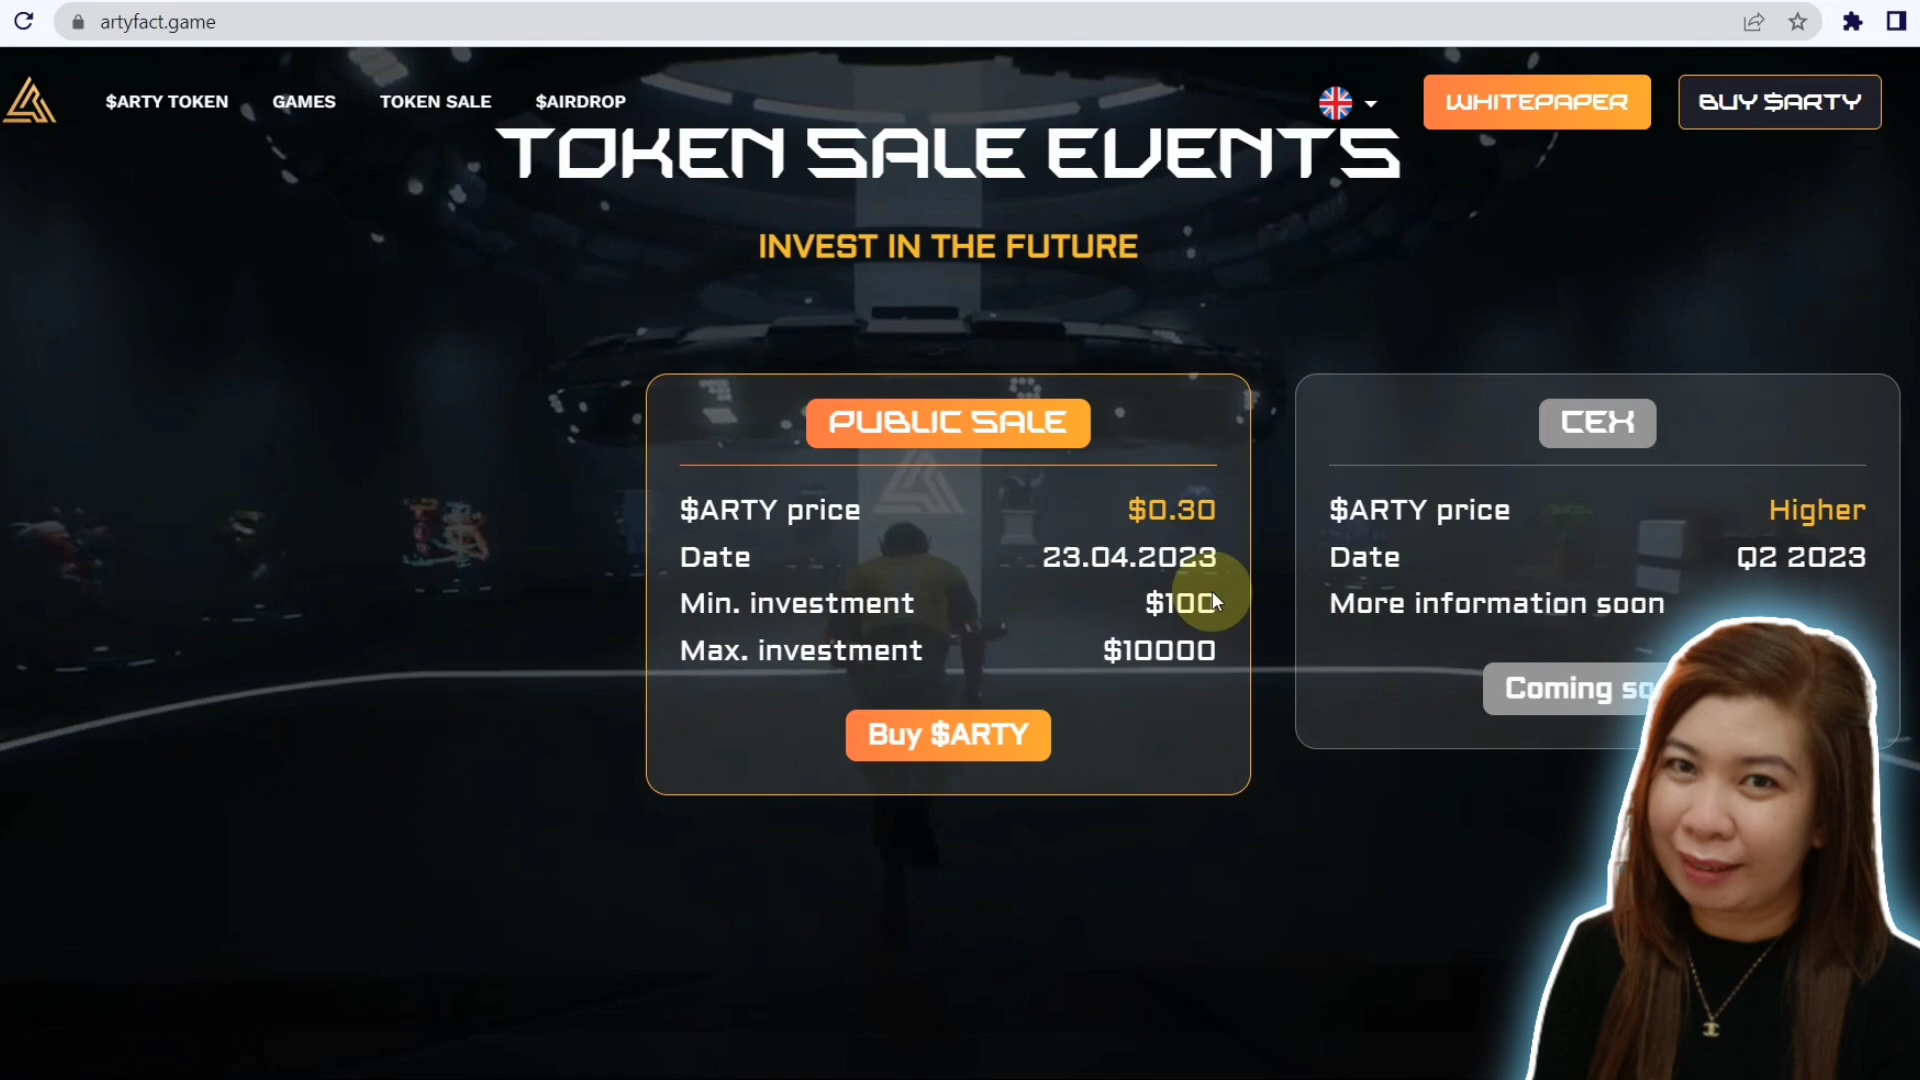 artyfact.game
$ARTY TOKEN GAMES TOKEN SALE $AIRDROP WHITEPAPER BUY $ARTY
TOKEN SALE EVENTS
INVEST IN THE FUTURE
PUBLIC SALE
$ARTY price $0.30
Date 23.04.2023
Min. investment $100
Max. investment $10000
Buy $ARTY
CEX
$ARTY price Higher
Date Q2 2023
More information soon
Coming so